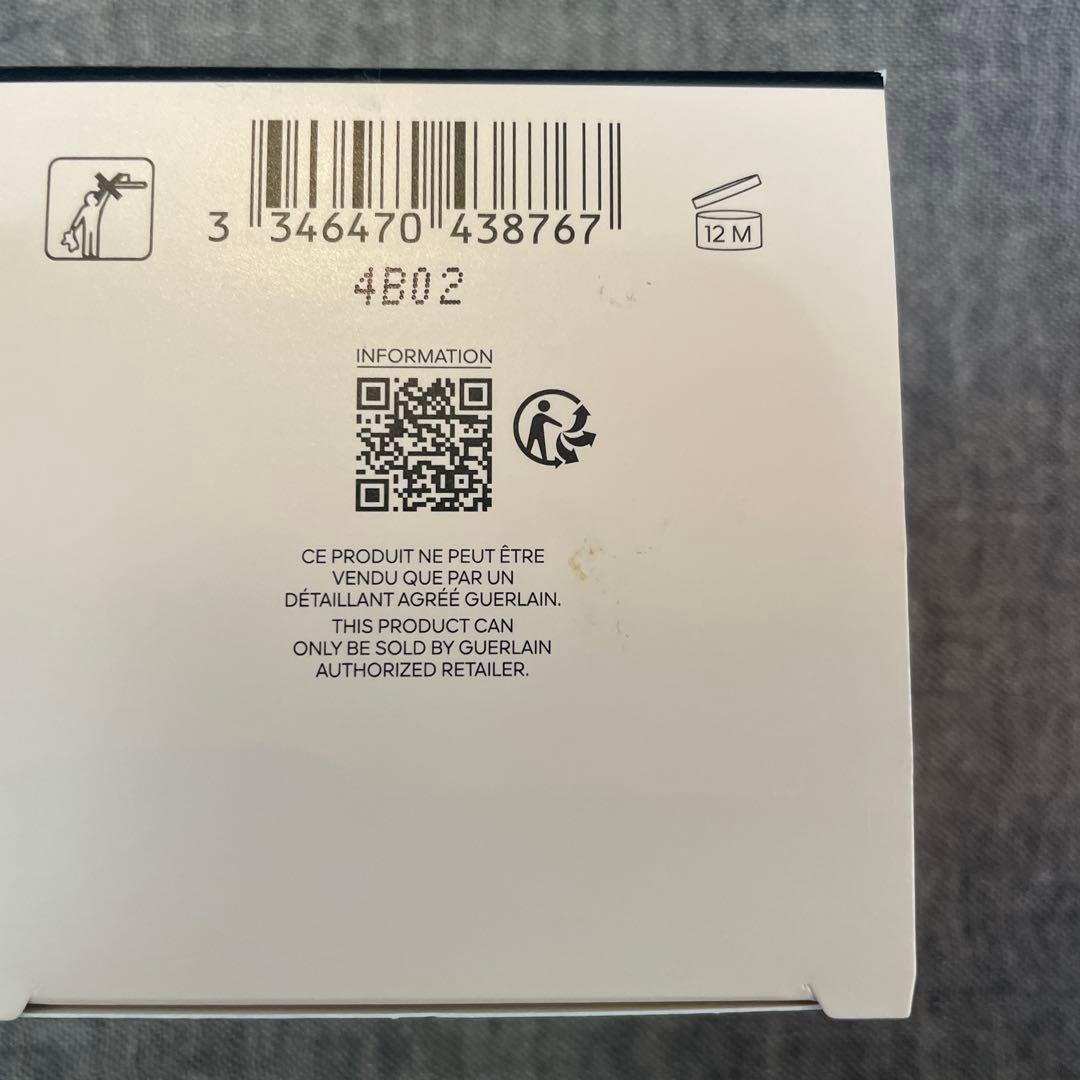 3 346470 438767
12 M
4B02
INFORMATION
CE PRODUIT NE PEUT ÊTRE
VENDU QUE PAR UN
DÉTAILLANT AGRÉÉ GUERLAIN.
THIS PRODUCT CAN
ONLY BE SOLD BY GUERLAIN
AUTHORIZED RETAILER.